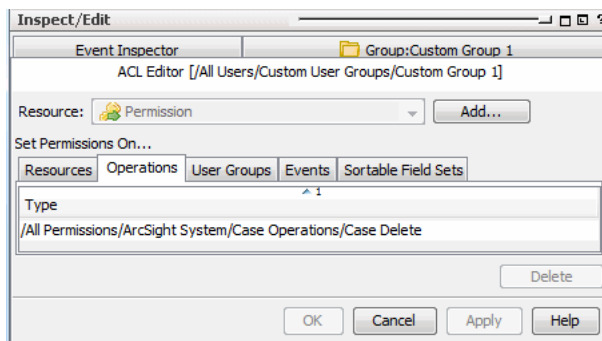 Inspect/Edit
Event Inspector
Group:Custom Group 1
ACL Editor [/All Users/Custom User Groups/Custom Group 1]
Resource: Permission Add...
Set Permissions On...
Resources Operations User Groups Events Sortable Field Sets
1
Type
/All Permissions/ArcSight System/Case Operations/Case Delete
Delete
OK Cancel Apply Help